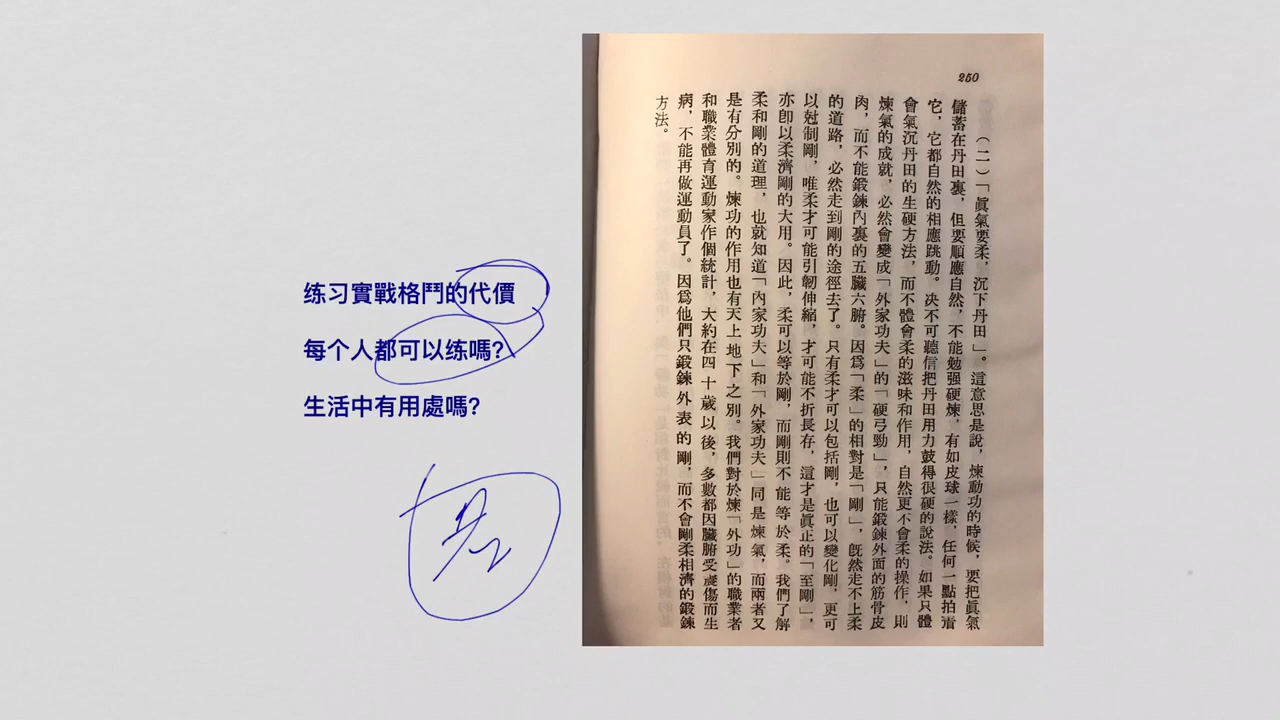 练习實戰格鬥的代價
每个人都可以练嗎?
生活中有用處嗎?
250
(二)「眞氣要柔,沉下丹田」。這意思是說,煉動功的時候,要把眞氣
儲蓄在丹田裏,但要順應自然,不能勉强硬煉,有如皮球一樣,任何一點拍着
它,它都自然的相應跳動。决不可聽信把丹田用力鼓得很硬的說法。如果只體
會氣沉丹田的生硬方法,而不體會柔的滋味和作用,自然更不會柔的操作,則
煉氣的成就,必然會變成「外家功夫」的「硬弓勁」,只能鍛鍊外面的筋骨皮
肉,而不能鍛鍊內裏的五臟六腑。因爲「柔」的相對是「剛」,旣然走不上柔
的道路,必然走到剛的途徑去了。只有柔才可以包括剛,也可以變化剛,更可
以尅制剛,唯柔才可能引韌伸縮,才可能不折長存,這才是眞正的「至剛」,
亦卽以柔濟剛的大用。因此,柔可以等於剛,而剛則不能等於柔。我們了解
柔和剛的道理,也就知道「內家功夫」和「外家功夫」同是煉氣,而兩者又
是有分別的。煉功的作用也有天上地下之別。我們對於煉「外功」的職業者
和職業體育運動家作個統計,大約在四十歲以後,多數都因臟腑受震傷而生
病,不能再做運動員了。因爲他們只鍛鍊外表的剛,而不會剛柔相濟的鍛鍊
方法。